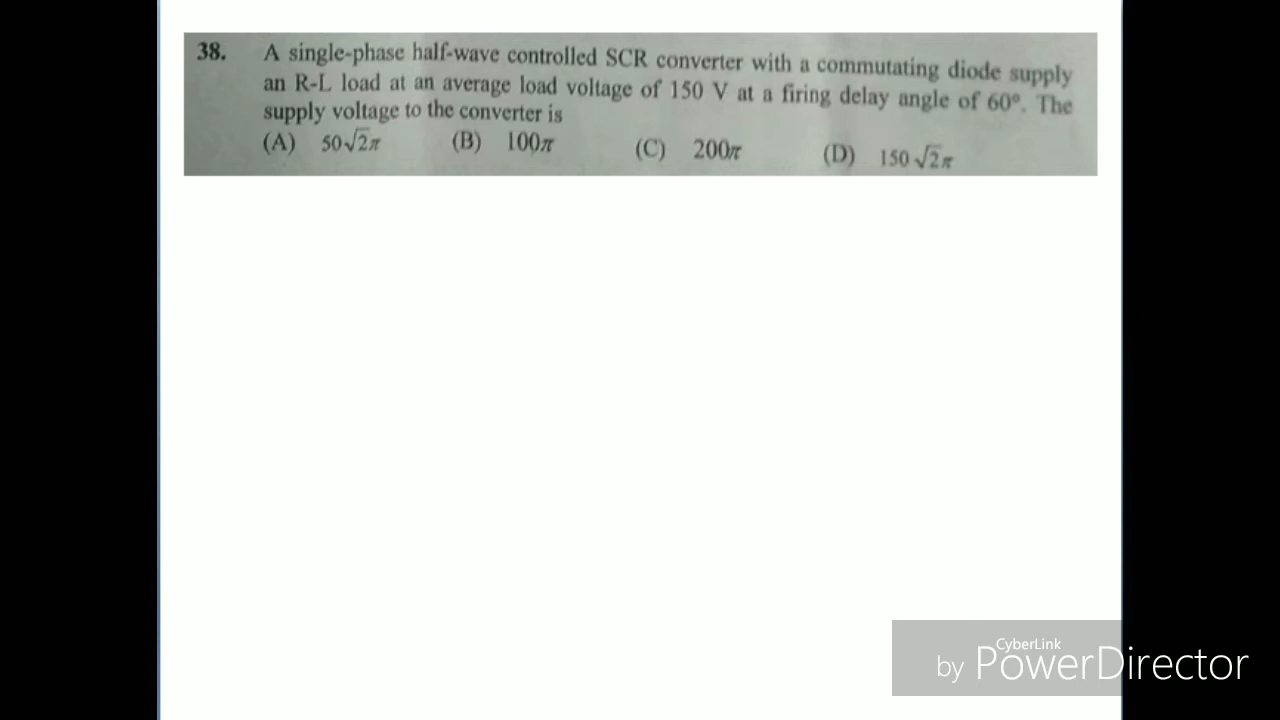 38. A single-phase half-wave controlled SCR converter with a commutating diode supply
an R-L load at an average load voltage of 150 V at a firing delay angle of 60°. The
supply voltage to the converter is
(A) 50√2π (B) 100π (C) 200π (D) 150√2π
CyberLink
by PowerDirector